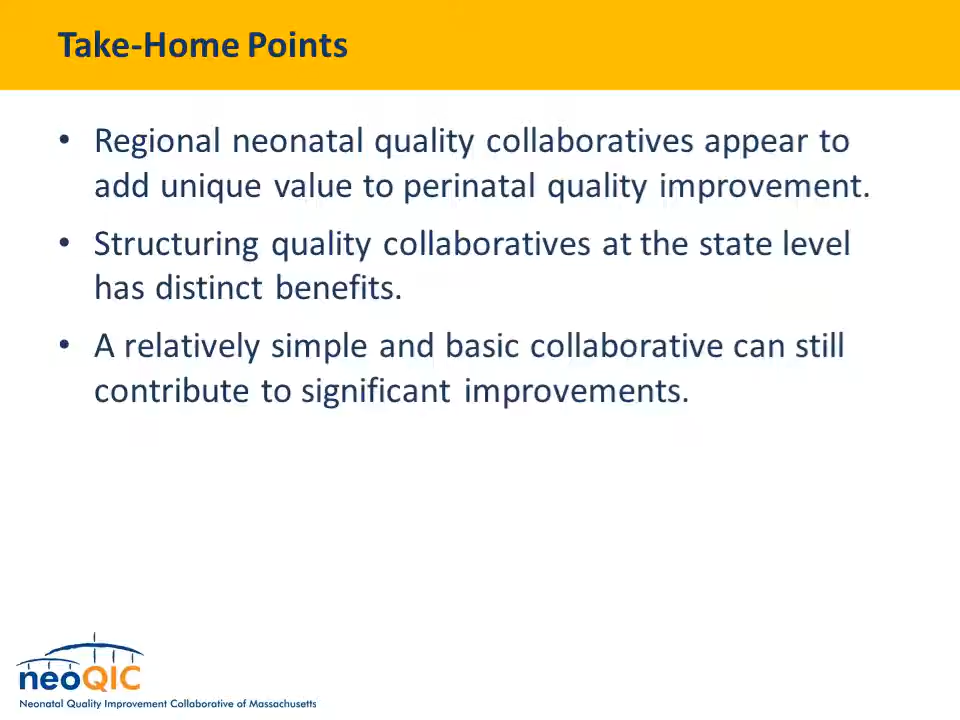 Take-Home Points
• Regional neonatal quality collaboratives appear to
add unique value to perinatal quality improvement.
• Structuring quality collaboratives at the state level
has distinct benefits.
• A relatively simple and basic collaborative can still
contribute to significant improvements.
neoQIC
Neonatal Quality Improvement Collaborative of Massachusetts